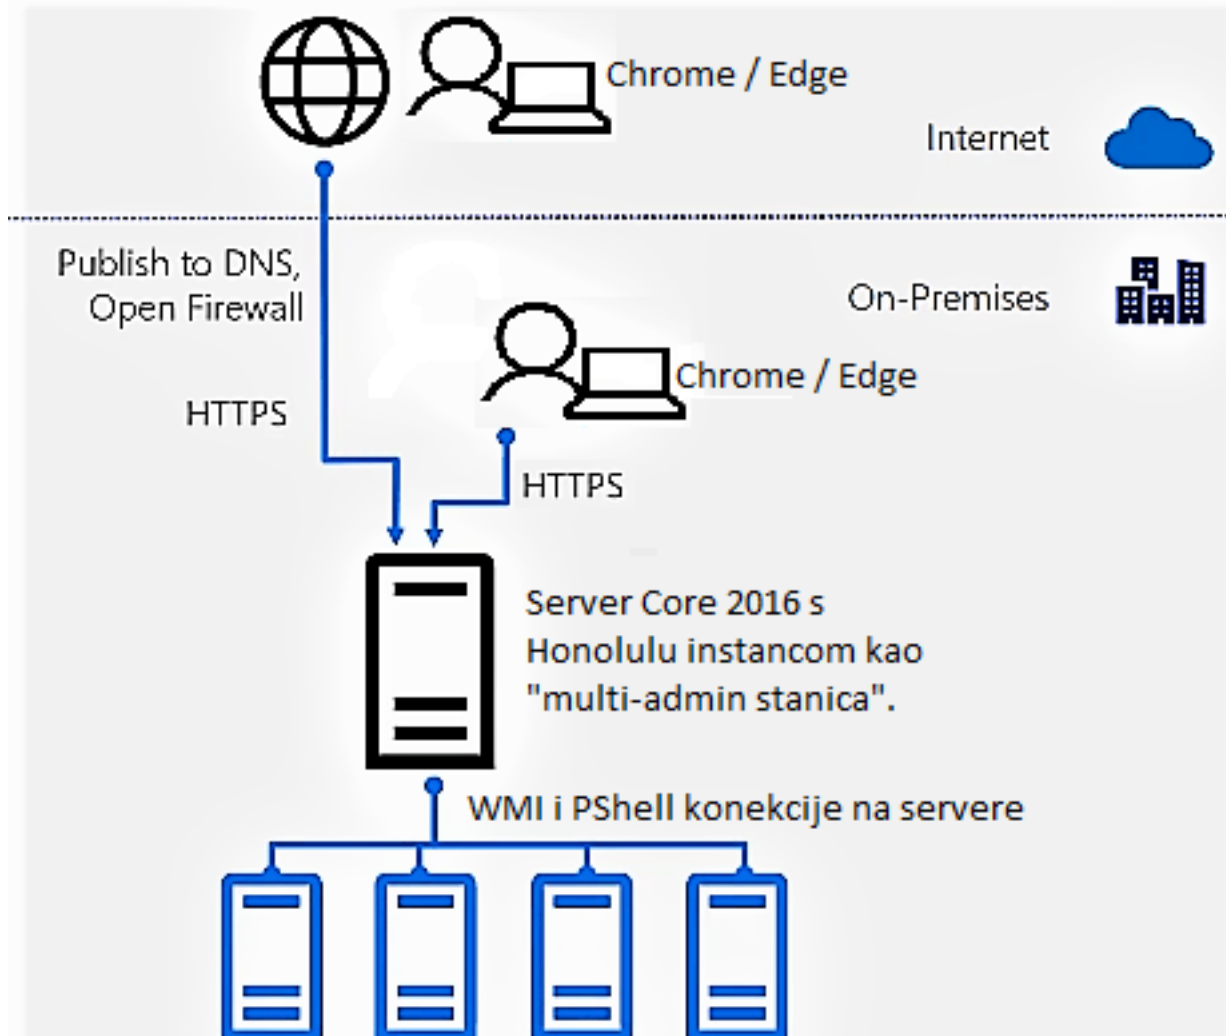 Chrome / Edge
Internet
Publish to DNS,
Open Firewall
On-Premises
Chrome / Edge
HTTPS
HTTPS
Server Core 2016 s
Honolulu instancom kao
"multi-admin stanica".
WMI i PShell konekcije na servere